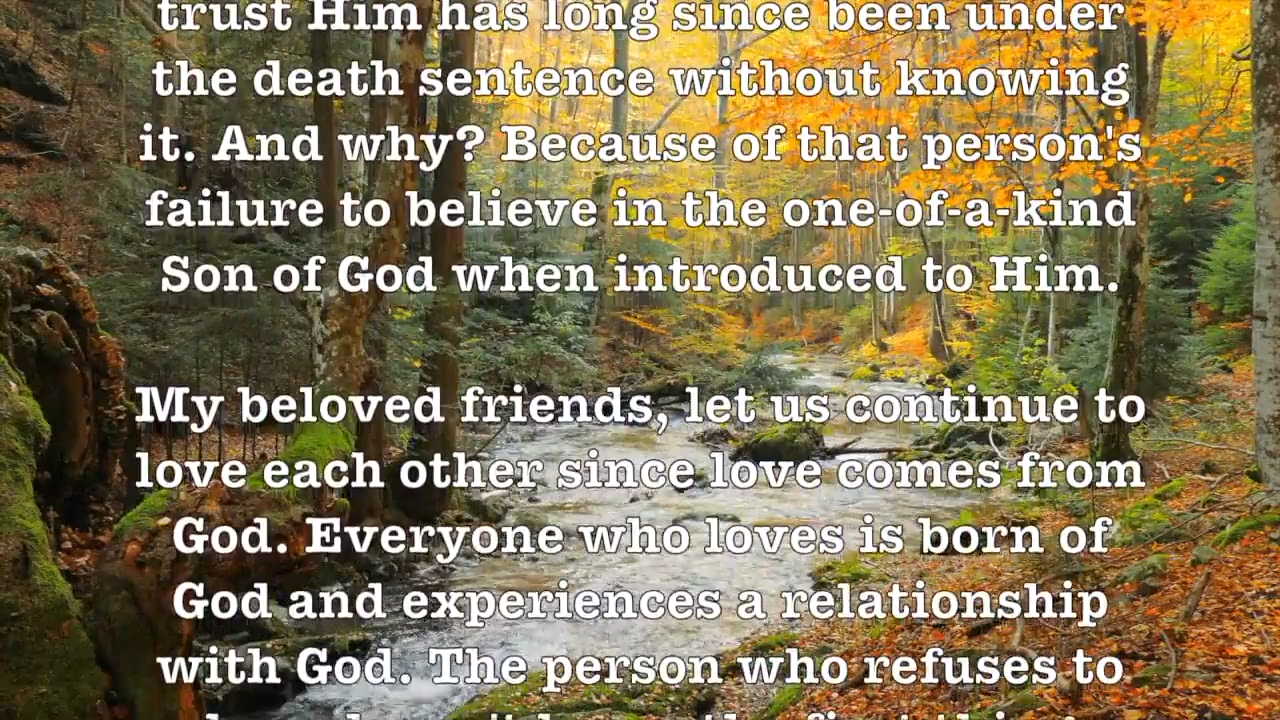 trust Him has long since been under
the death sentence without knowing
it. And why? Because of that person's
failure to believe in the one-of-a-kind
Son of God when introduced to Him.
My beloved friends, let us continue to
love each other since love comes from
God. Everyone who loves is born of
God and experiences a relationship
with God. The person who refuses to